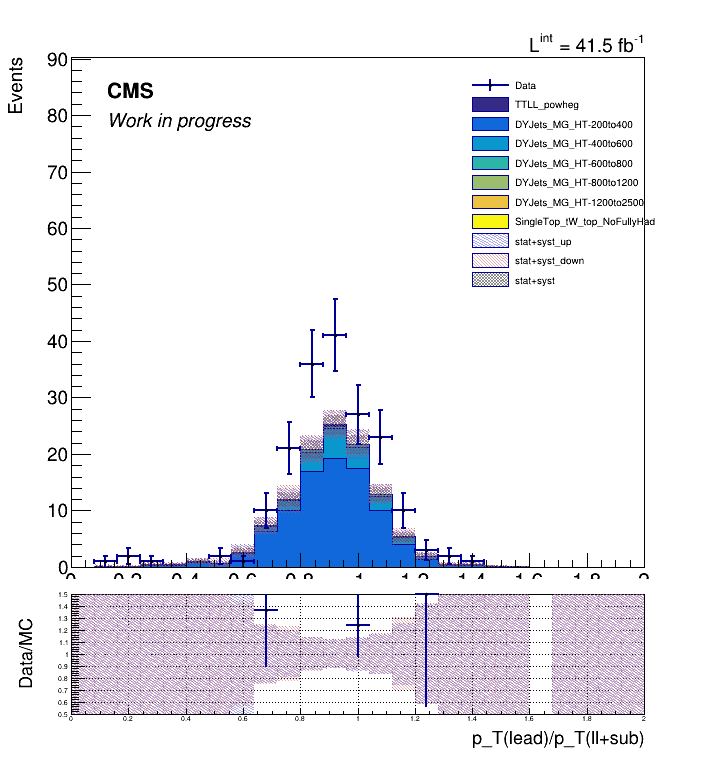 L^int = 41.5 fb^-1
Events
90
80
70
60
50
40
30
20
10
0
CMS
Work in progress
Data
TTLL_powheg
DYJets_MG_HT-200to400
DYJets_MG_HT-400to600
DYJets_MG_HT-600to800
DYJets_MG_HT-800to1200
DYJets_MG_HT-1200to2500
SingleTop_tW_top_NoFullyHad
stat+syst_up
stat+syst_down
stat+syst
0 0.2 0.4 0.6 0.8 1 1.2 1.4 1.6 1.8 2
Data/MC
1.5
1.4
1.3
1.2
1.1
1
0.9
0.8
0.7
0.6
0.5
0 0.2 0.4 0.6 0.8 1 1.2 1.4 1.6 1.8 2
p_T(lead)/p_T(ll+sub)